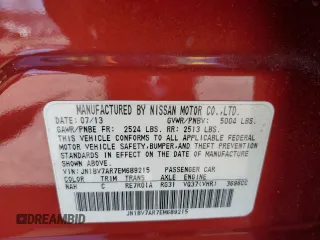 MANUFACTURED BY NISSAN MOTOR CO.,LTD.
DATE: 07/13 GVWR/PNBV: 5004 LBS.
GAWR/PNBE FR: 2524 LBS. RR: 2513 LBS.
THIS VEHICLE CONFORMS TO ALL APPLICABLE
FEDERAL MOTOR VEHICLE SAFETY,BUMPER,AND THEFT
PREVENTION STANDARDS IN EFFECT ON THE DATE OF
MANUFACTURE SHOWN ABOVE.
VIN: JN1BV7AR7EM689215 PASSENGER CAR
COLOR TRIM TRANS AXLE ENGINE
NAH C RE7R01A RG31 VQ37(VHR) 3696CC
JN1BV7AR7EM689215
DASHBOARD DUMMIES